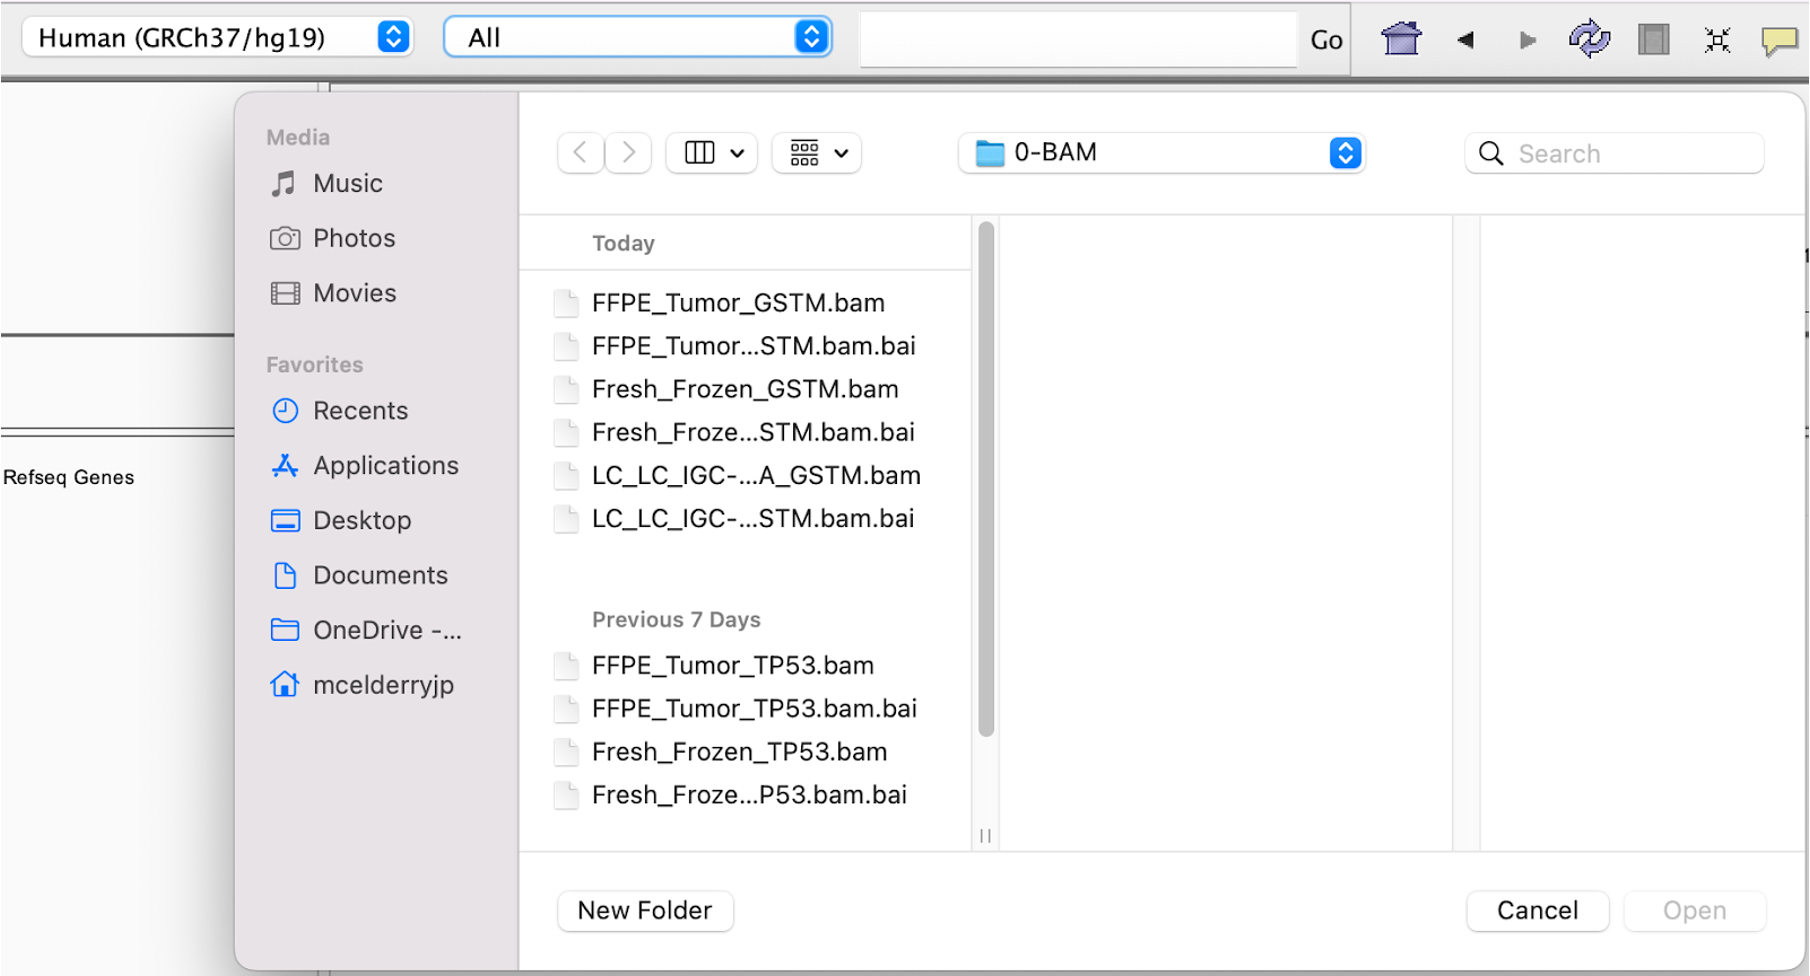 Human (GRCh37/hg19)
All
Go
Media
Music
Photos
Movies
Favorites
Recents
Applications
Desktop
Documents
OneDrive -...
mcelderryjp
Refseq Genes
0-BAM
Search
Today
FFPE_Tumor_GSTM.bam
FFPE_Tumor...STM.bam.bai
Fresh_Frozen_GSTM.bam
Fresh_Froze...STM.bam.bai
LC_LC_IGC-...A_GSTM.bam
LC_LC_IGC-...STM.bam.bai
Previous 7 Days
FFPE_Tumor_TP53.bam
FFPE_Tumor_TP53.bam.bai
Fresh_Frozen_TP53.bam
Fresh_Froze...P53.bam.bai
New Folder
Cancel
Open